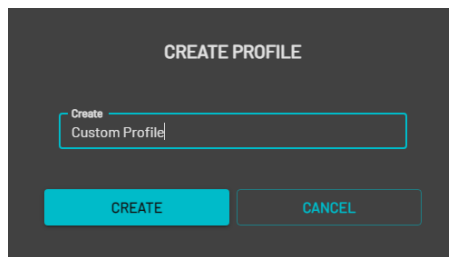 CREATE PROFILE
Create
Custom Profile
CREATE
CANCEL